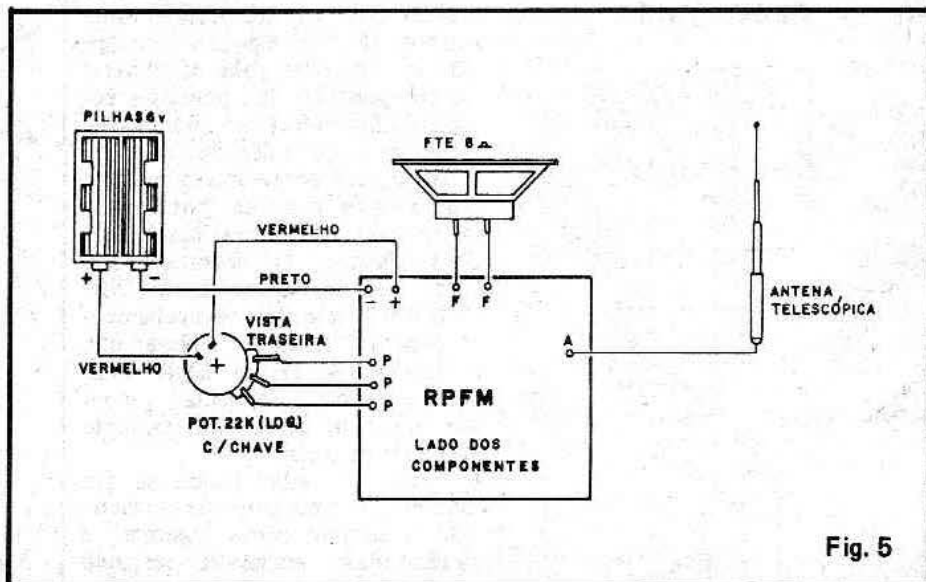 PILHAS 6v
FTE 8Ω
VERMELHO
+ -
PRETO
- +
F F
ANTENA
TELESCÓPICA
VISTA
TRASEIRA
A
VERMELHO
+
P
P
P
RPFM
POT. 22K (LOG)
C/CHAVE
LADO DOS
COMPONENTES
Fig. 5